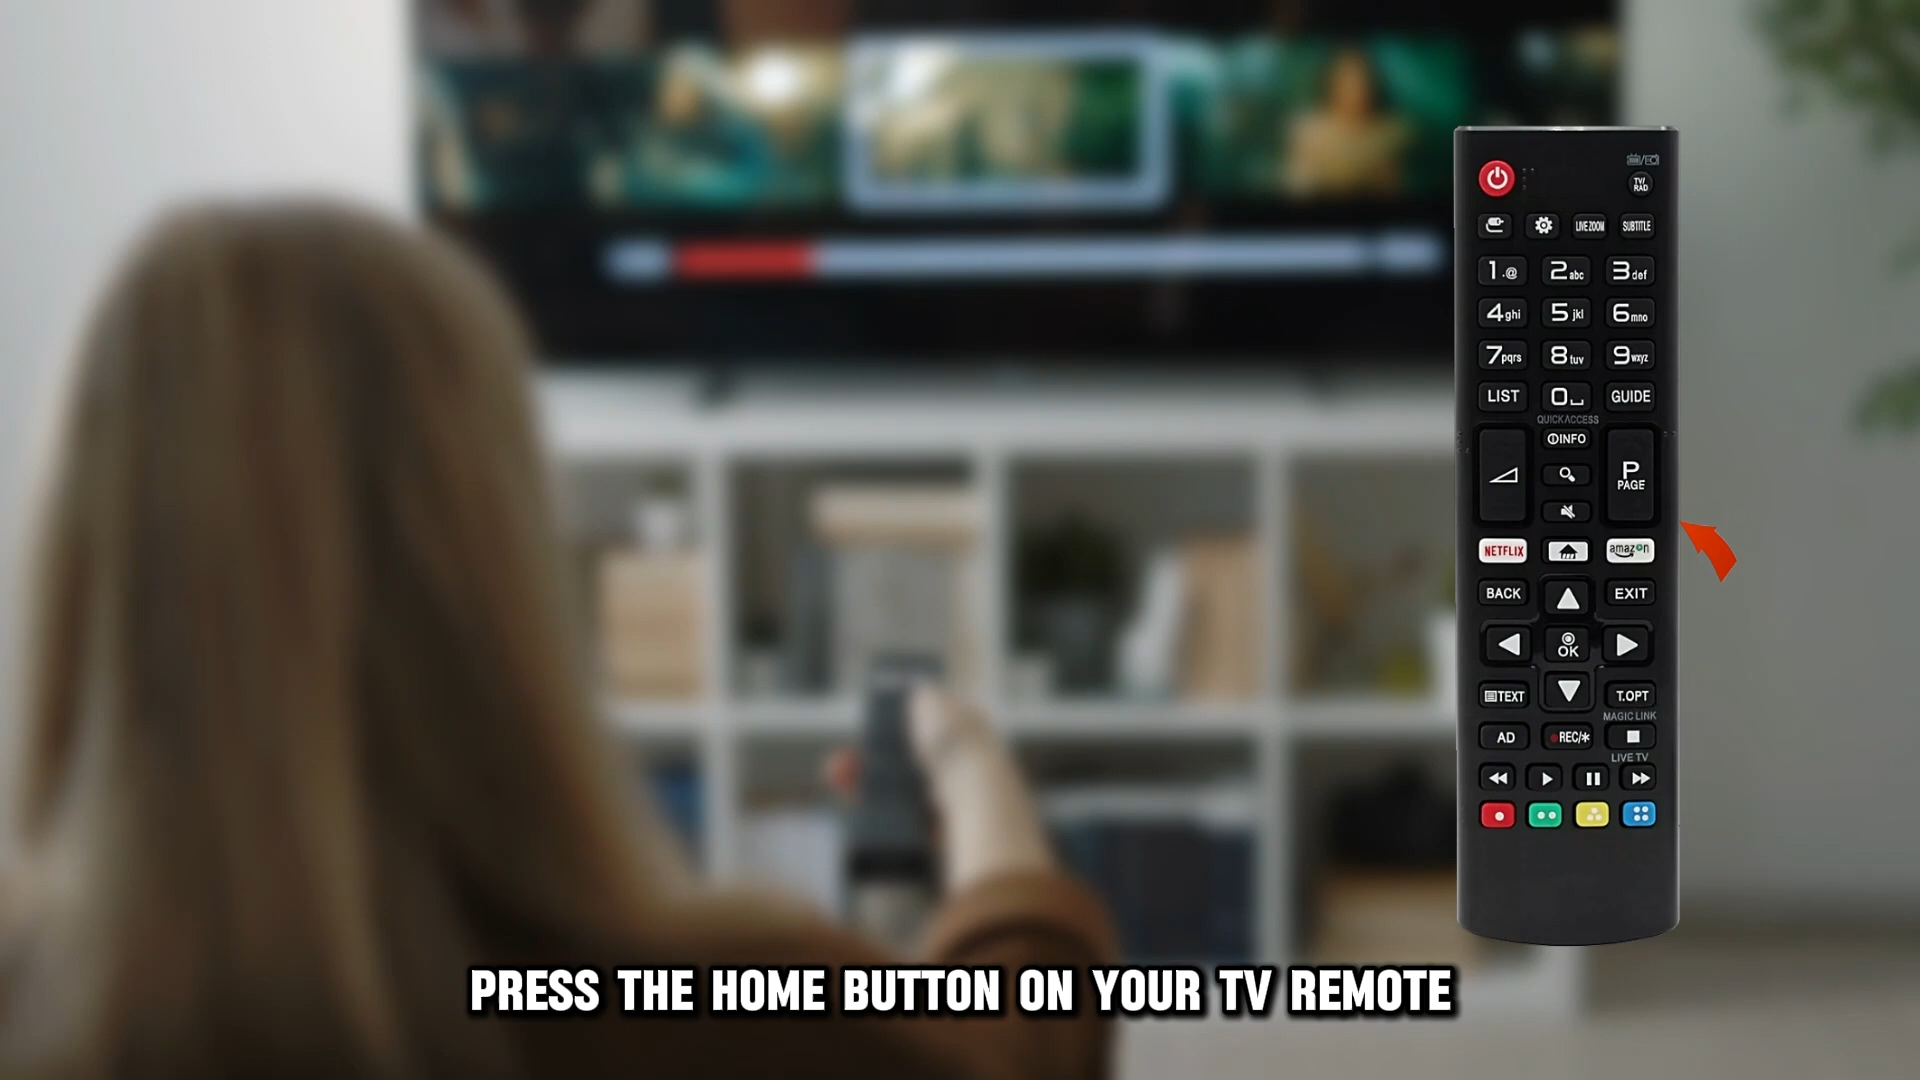 TV/
RAD
LIVE ZOOM
SUBTITLE
1.@
2abc
3def
4ghi
5jkl
6mno
7pqrs
8tuv
9wxyz
LIST
0
GUIDE
QUICK ACCESS
INFO
P
PAGE
NETFLIX
amazon
BACK
EXIT
OK
TEXT
T.OPT
MAGIC LINK
AD
REC/*
LIVE TV
PRESS THE HOME BUTTON ON YOUR TV REMOTE